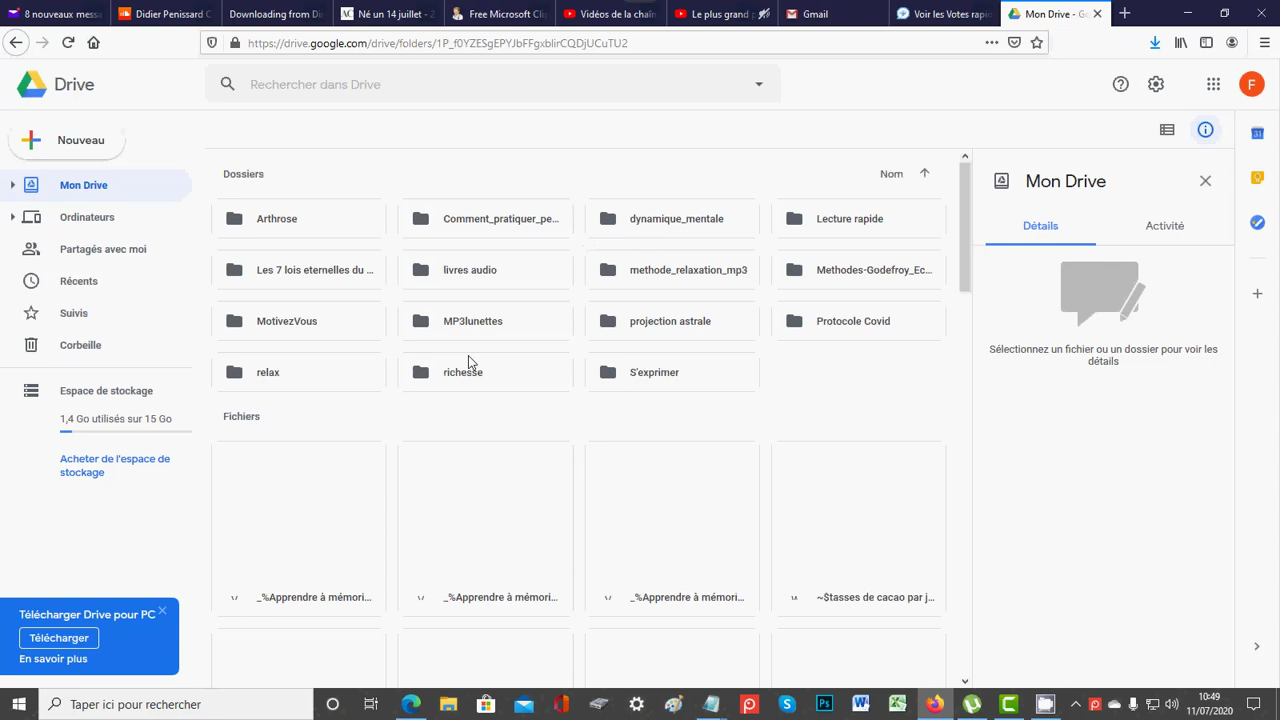 8 nouveaux mess
Didier Penissard C
Downloading from Di
rNé un 14 juillet - 2
Free Microsoft Cl
Vidéos de la chain
Le plus grand
Gmail
Voir les Votes rapi
Mon Drive - Go
https://drive.google.com/drive/folders/1P_f0YZESgEPYJbFFgxblirCQDjUCuTU2
Drive
Rechercher dans Drive
F
Nouveau
Mon Drive
Ordinateurs
Partagés avec moi
Récents
Suivis
Corbeille
Espace de stockage
1,4 Go utilisés sur 15 Go
Acheter de l'espace de
stockage
Télécharger Drive pour PC
Télécharger
En savoir plus
Dossiers
Nom
Arthrose
Comment_pratiquer_pe...
dynamique_mentale
Lecture rapide
Les 7 lois eternelles du ...
livres audio
methode_relaxation_mp3
Methodes-Godefroy_Ec...
MotivezVous
MP3lunettes
projection astrale
Protocole Covid
relax
richesse
S'exprimer
Fichiers
_%Apprendre à mémori...
_%Apprendre à mémori...
_%Apprendre à mémori...
~$tasses de cacao par j...
Mon Drive
Détails
Activité
Sélectionnez un fichier ou un dossier pour voir les
détails
Taper ici pour rechercher
10:49
11/07/2020